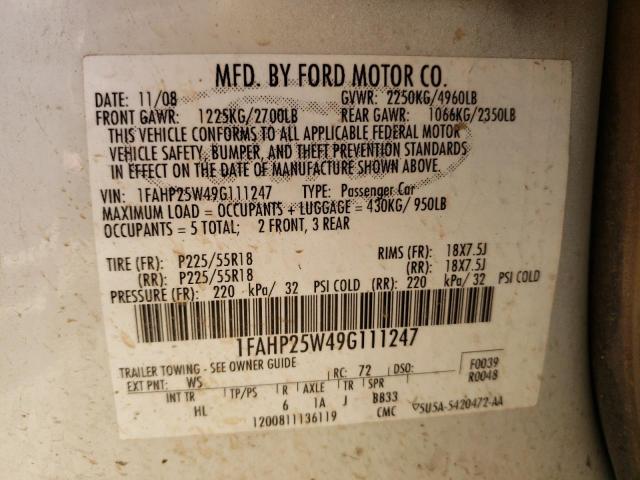 MFD. BY FORD MOTOR CO.
DATE: 11/08 GVWR: 2250KG/4960LB
FRONT GAWR: 1225KG/2700LB REAR GAWR: 1066KG/2350LB
THIS VEHICLE CONFORMS TO ALL APPLICABLE FEDERAL MOTOR
VEHICLE SAFETY, BUMPER, AND THEFT PREVENTION STANDARDS
IN EFFECT ON THE DATE OF MANUFACTURE SHOWN ABOVE.
VIN: 1FAHP25W49G111247 TYPE: Passenger Car
MAXIMUM LOAD = OCCUPANTS + LUGGAGE = 430KG/ 950LB
OCCUPANTS = 5 TOTAL; 2 FRONT, 3 REAR
TIRE (FR): P225/55R18 RIMS (FR): 18X7.5J
(RR): P225/55R18 (RR): 18X7.5J
PRESSURE (FR): 220 kPa/ 32 PSI COLD (RR): 220 kPa/ 32 PSI COLD
1FAHP25W49G111247
TRAILER TOWING - SEE OWNER GUIDE
EXT PNT: WS RC: 72 DSO: F0039
INT TR TP/PS R AXLE TR SPR R0048
HL 6 1A J BB33
1200811136119 CMC 5U5A-5420472-AA